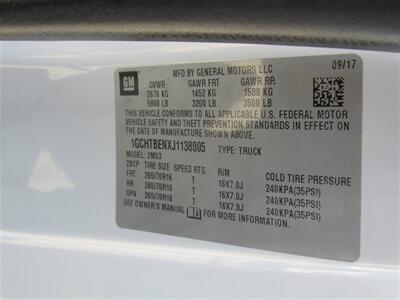 09/17
MFD BY GENERAL MOTORS LLC
GM
GVWR GAWR FRT GAWR RR
2676 KG 1452 KG 1588 KG
5900 LB 3200 LB 3500 LB
THIS VEHICLE CONFORMS TO ALL APPLICABLE U.S. FEDERAL MOTOR
VEHICLE SAFETY AND THEFT PREVENTION STANDARDS IN EFFECT ON THE
DATE OF MANUFACTURE SHOWN ABOVE.
1GCHTBENXJ1138005 TYPE: TRUCK
MODEL: 2M53
2BCP TIRE SIZE SPEED RTG RIM COLD TIRE PRESSURE
FRT 265/70R16 16X7.0J 240KPA(35PSI)
RR 265/70R16 16X7.0J 240KPA(35PSI)
SPA 265/70R16 16X7.0J 240KPA(35PSI)
SEE OWNER'S MANUAL FOR MORE INFORMATION.